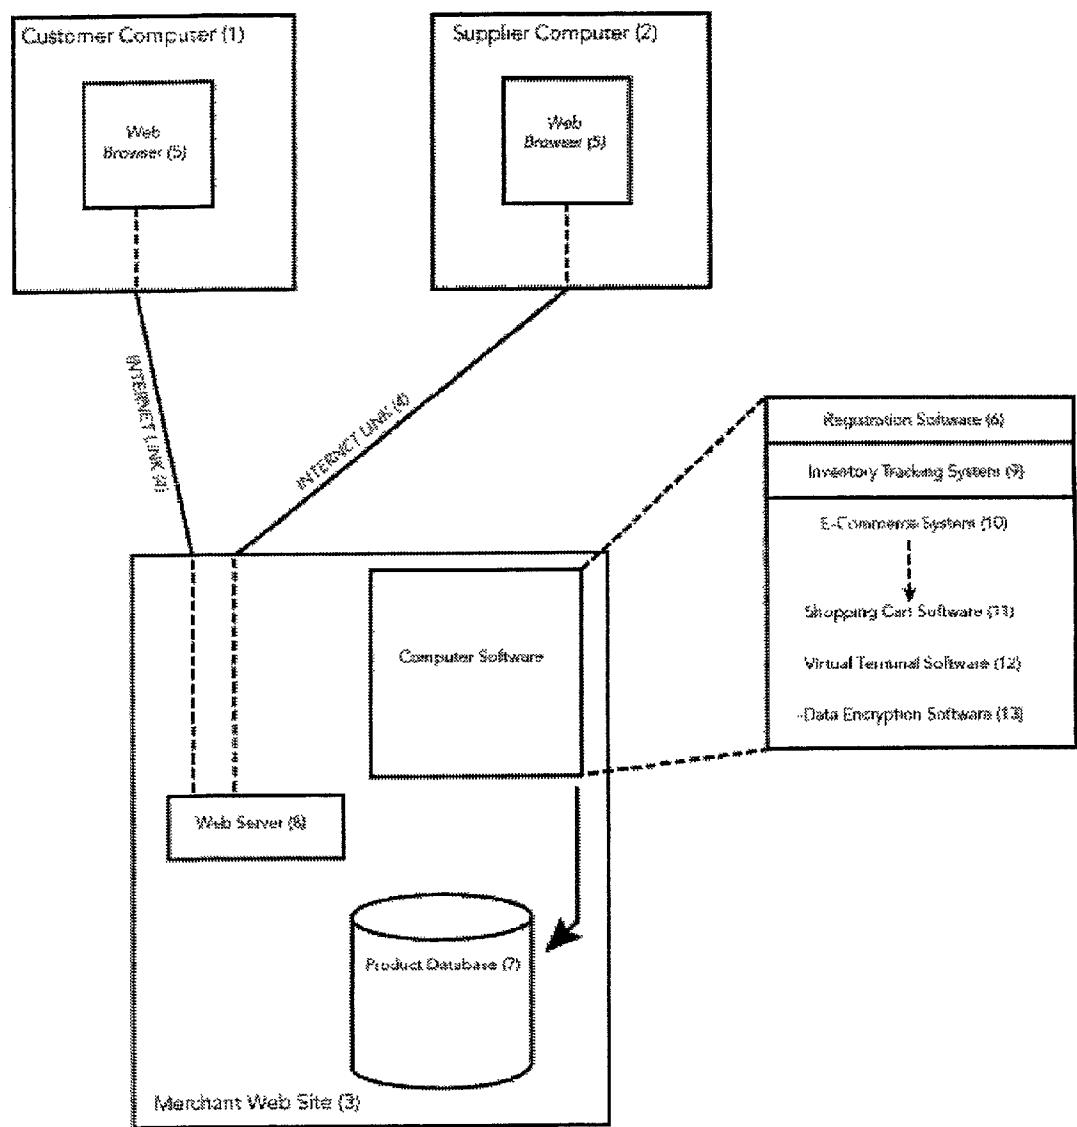 Customer Computer (1)
Supplier Computer (2)
Web
Browser (5)
Web
Browser (5)
INTERNET LINK (4)
INTERNET LINK (4)
Registration Software (6)
Inventory Tracking System (9)
E-Commerce System (10)
Shopping Cart Software (11)
Virtual Terminal Software (12)
-Data Encryption Software (13)
Computer Software
Web Server (8)
Product Database (7)
Merchant Web Site (3)